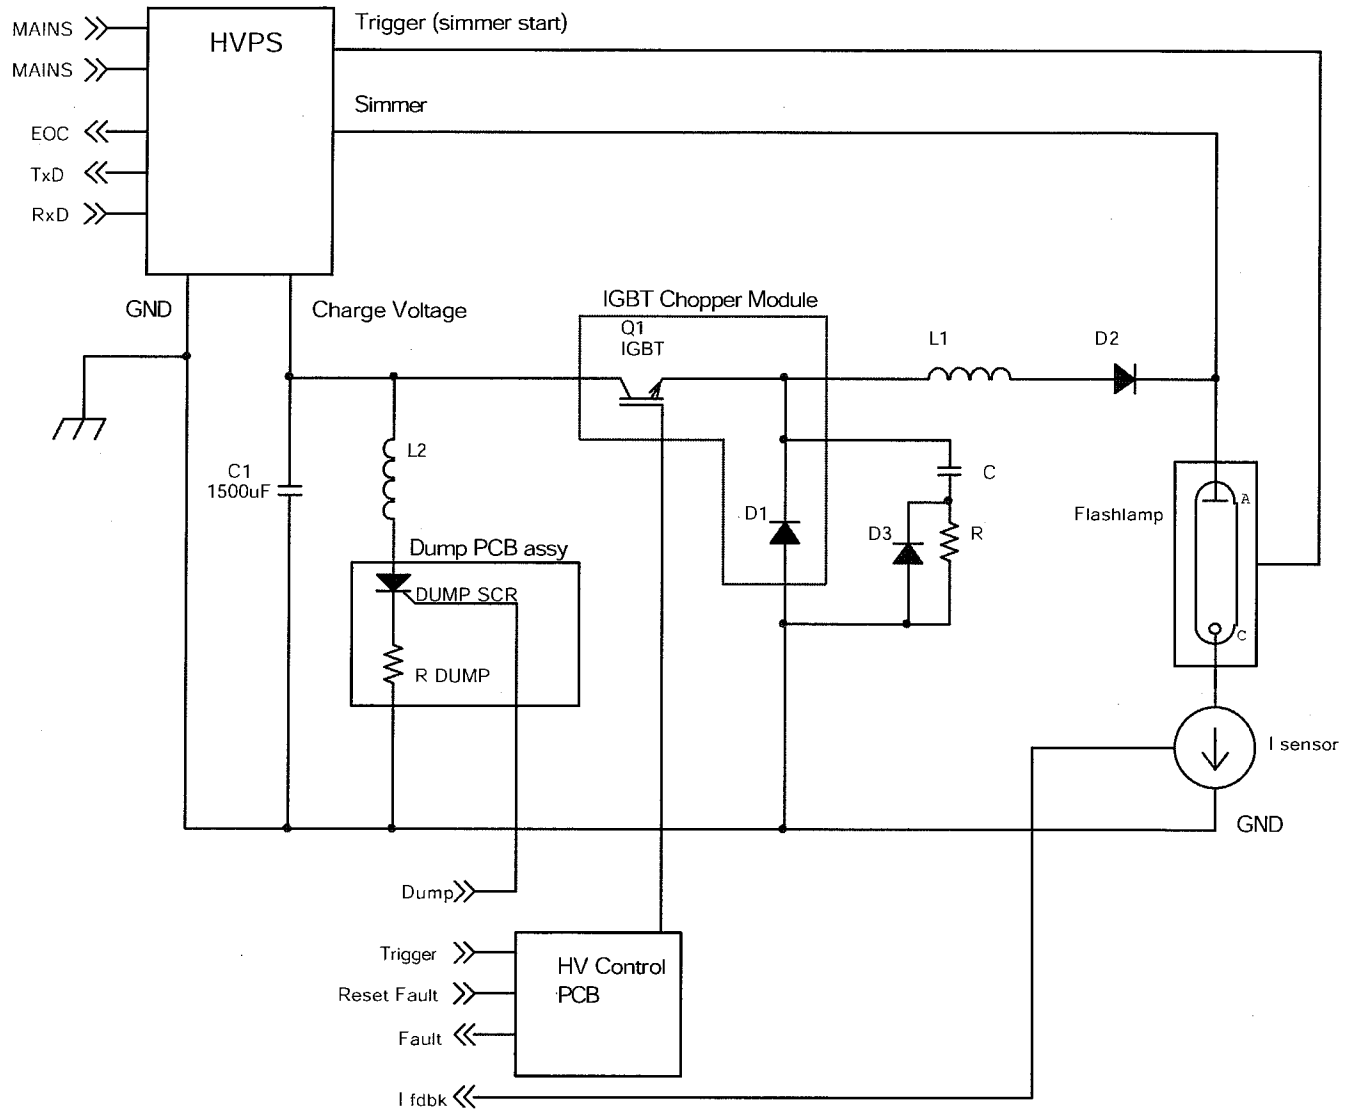 Trigger (simmer start)
MAINS
HVPS
MAINS
Simmer
EOC
TxD
RxD
GND
Charge Voltage
IGBT Chopper Module
Q1
IGBT
L1
D2
L2
C1
1500uF
C
A
D1
Flashlamp
D3
R
Dump PCB assy
DUMP SCR
C
R DUMP
I sensor
GND
Dump
Trigger
HV Control
PCB
Reset Fault
Fault
I fdbk